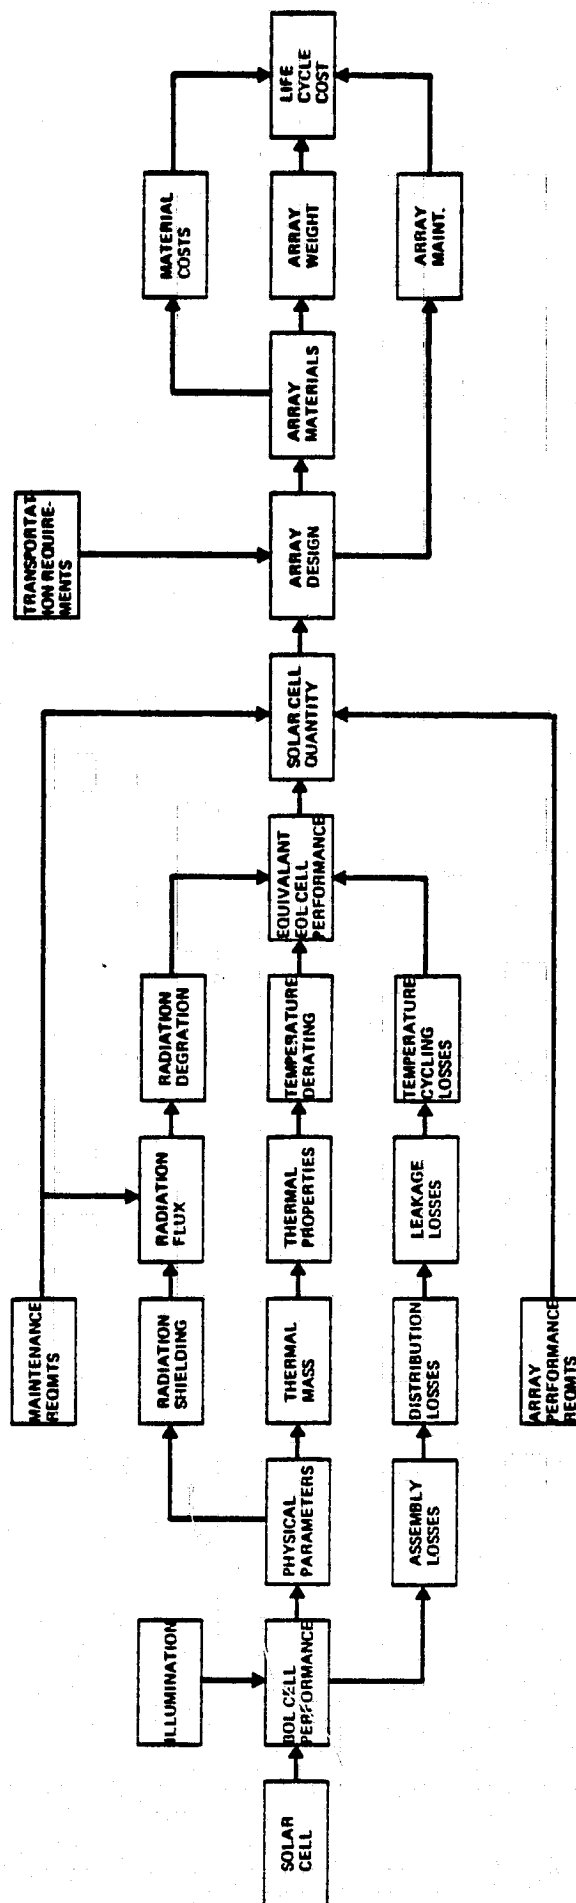 SOLAR
CELL
ILLUMINATION
BOL CELL
PERFORMANCE
PHYSICAL
PARAMETERS
ASSEMBLY
LOSSES
MAINTENANCE
REQMTS
RADIATION
SHIELDING
THERMAL
MASS
DISTRIBUTION
LOSSES
ARRAY
PERFORMANCE
REQMTS
RADIATION
FLUX
THERMAL
PROPERTIES
LEAKAGE
LOSSES
RADIATION
DEGRATION
TEMPERATURE
DERATING
TEMPERATURE
CYCLING
LOSSES
EQUIVALANT
EOL CELL
PERFORMANCE
SOLAR CELL
QUANTITY
TRANSPORTAT
ION REQUIRE-
MENTS
ARRAY
DESIGN
ARRAY
MATERIALS
MATERIAL
COSTS
ARRAY
WEIGHT
ARRAY
MAINT.
LIFE
CYCLE
COST